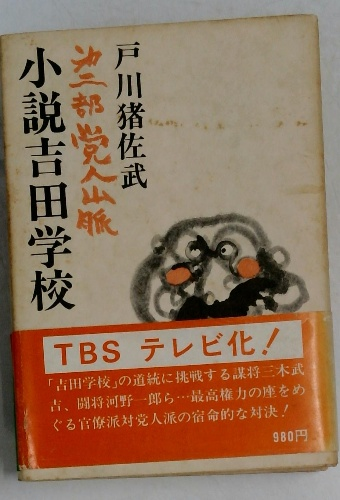 戸川猪佐武
第二部党人山脈
小説吉田学校
TBS テレビ化!
「吉田学校」の道統に挑戦する謀将三木武
吉、闘将河野一郎ら…最高権力の座をめ
ぐる官僚派対党人派の宿命的な対決!
980円